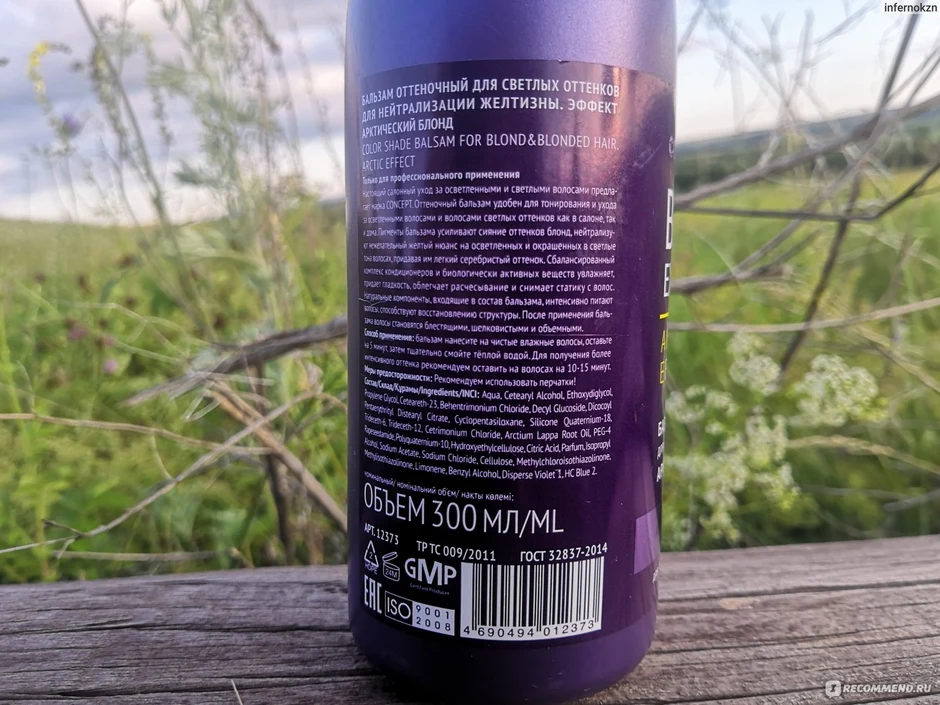 infernokzn
БАЛЬЗАМ ОТТЕНОЧНЫЙ ДЛЯ СВЕТЛЫХ ОТТЕНКОВ
ДЛЯ НЕЙТРАЛИЗАЦИИ ЖЕЛТИЗНЫ. ЭФФЕКТ
АРКТИЧЕСКИЙ БЛОНД
COLOR SHADE BALSAM FOR BLOND&BLONDED HAIR.
ARCTIC EFFECT
Только для профессионального применения
Настоящий салонный уход за осветленными и светлыми волосами предла-
гает марка CONCEPT. Оттеночный бальзам удобен для тонирования и ухода
за осветленными волосами и волосами светлых оттенков как в салоне, так
и дома. Пигменты бальзама усиливают сияние оттенков блонд, нейтрализу-
ют нежелательный желтый нюанс на осветленных и окрашенных в светлые
тона волосах, придавая им легкий серебристый оттенок. Сбалансированный
комплекс кондиционеров и биологически активных веществ увлажняет,
придает гладкость, облегчает расчесывание и снимает статику с волос.
Натуральные компоненты, входящие в состав бальзама, интенсивно питают
волосы, способствуют восстановлению структуры. После применения баль-
зама волосы становятся блестящими, шелковистыми и объемными.
Способ применения: бальзам нанесите на чистые влажные волосы, оставьте
на 5 минут, затем тщательно смойте тёплой водой. Для получения более
интенсивного оттенка рекомендуем оставить на волосах на 10-15 минут.
Меры предосторожности: Рекомендуем использовать перчатки!
Состав/Склад/Құрамы/Ingredients/INCI: Aqua, Cetearyl Alcohol, Ethoxydiglycol,
Propylene Glycol, Ceteareth-23, Behentrimonium Chloride, Decyl Glucoside, Dicocoyl
Pentaerythrityl Distearyl Citrate, Cyclopentasiloxane, Silicone Quaternium-18,
Trideceth-6, Trideceth-12, Cetrimonium Chloride, Arctium Lappa Root Oil, PEG-4
Rapeseedamide, Polyquaternium-10, Hydroxyethylcellulose, Citric Acid, Parfum, Isopropyl
Alcohol, Sodium Acetate, Sodium Chloride, Cellulose, Methylchloroisothiazolinone,
Methylisothiazolinone, Limonene, Benzyl Alcohol, Disperse Violet 1, HC Blue 2.
номинальный/ номінальний об'єм/ нақты көлемі:
ОБЪЕМ 300 МЛ/ML
АРТ. 12373 ТР ТС 009/2011 ГОСТ 32837-2014
2
HDPE
24M
GMP
Certified Producer
EAC
ISO 9001
2008
4 690494 012373
RECOMMEND.RU